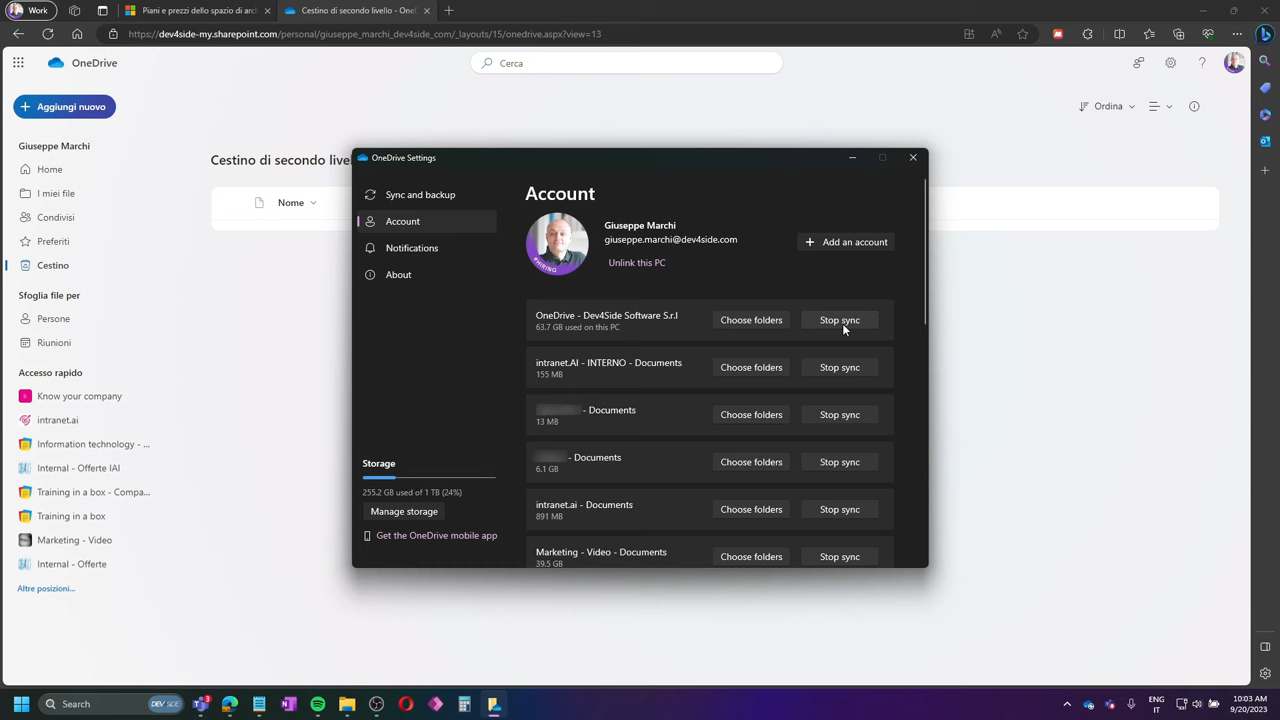 Work
Piani e prezzi dello spazio di arc
Cestino di secondo livello - One
https://dev4side-my.sharepoint.com/personal/giuseppe_marchi_dev4side_com/_layouts/15/onedrive.aspx?view=13
OneDrive
Cerca
Aggiungi nuovo
Ordina
Giuseppe Marchi
Home
I miei file
Condivisi
Preferiti
Cestino
Sfoglia file per
Persone
Riunioni
Accesso rapido
Know your company
intranet.ai
Information technology - ...
Internal - Offerte IAI
Training in a box - Compa...
Training in a box
Marketing - Video
Internal - Offerte
Altre posizioni...
Cestino di secondo live
Nome
OneDrive Settings
Sync and backup
Account
Notifications
About
Storage
255.2 GB used of 1 TB (24%)
Manage storage
Get the OneDrive mobile app
Account
#HIRING
Giuseppe Marchi
giuseppe.marchi@dev4side.com
Unlink this PC
Add an account
OneDrive - Dev4Side Software S.r.l
63.7 GB used on this PC
Choose folders
Stop sync
intranet.AI - INTERNO - Documents
155 MB
Choose folders
Stop sync
- Documents
13 MB
Choose folders
Stop sync
- Documents
6.1 GB
Choose folders
Stop sync
intranet.ai - Documents
891 MB
Choose folders
Stop sync
Marketing - Video - Documents
39.5 GB
Choose folders
Stop sync
Search
DEV SIDE
3
ENG
IT
10:03 AM
9/20/2023